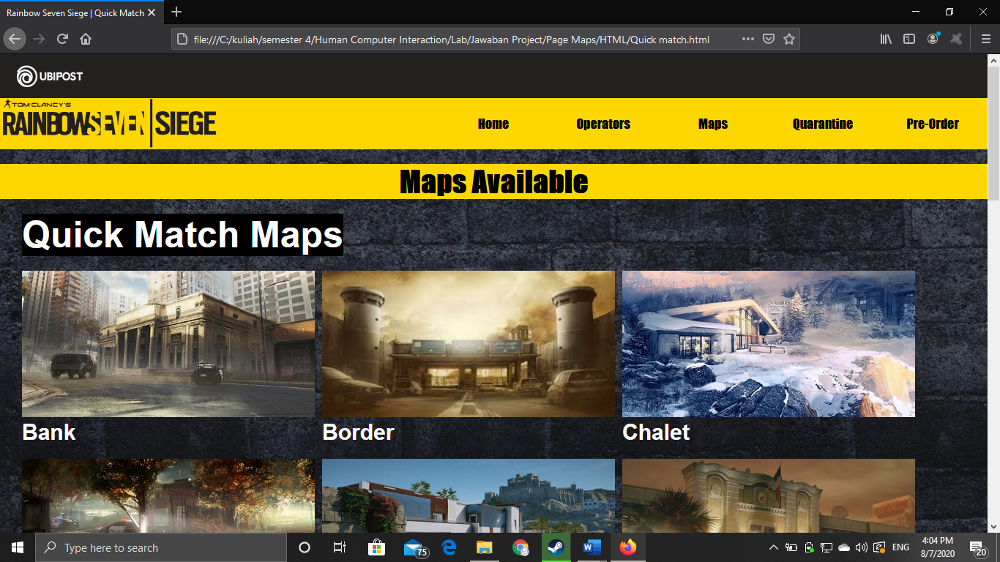 Rainbow Seven Siege | Quick Match
file:///C:/kuliah/semester 4/Human Computer Interaction/Lab/Jawaban Project/Page Maps/HTML/Quick match.html
UBIPOST
TOM CLANCY'S
RAINBOWSEVEN SIEGE
Home Operators Maps Quarantine Pre-Order
Maps Available
Quick Match Maps
Bank Border Chalet
Type here to search
75
ENG
4:04 PM
8/7/2020
20